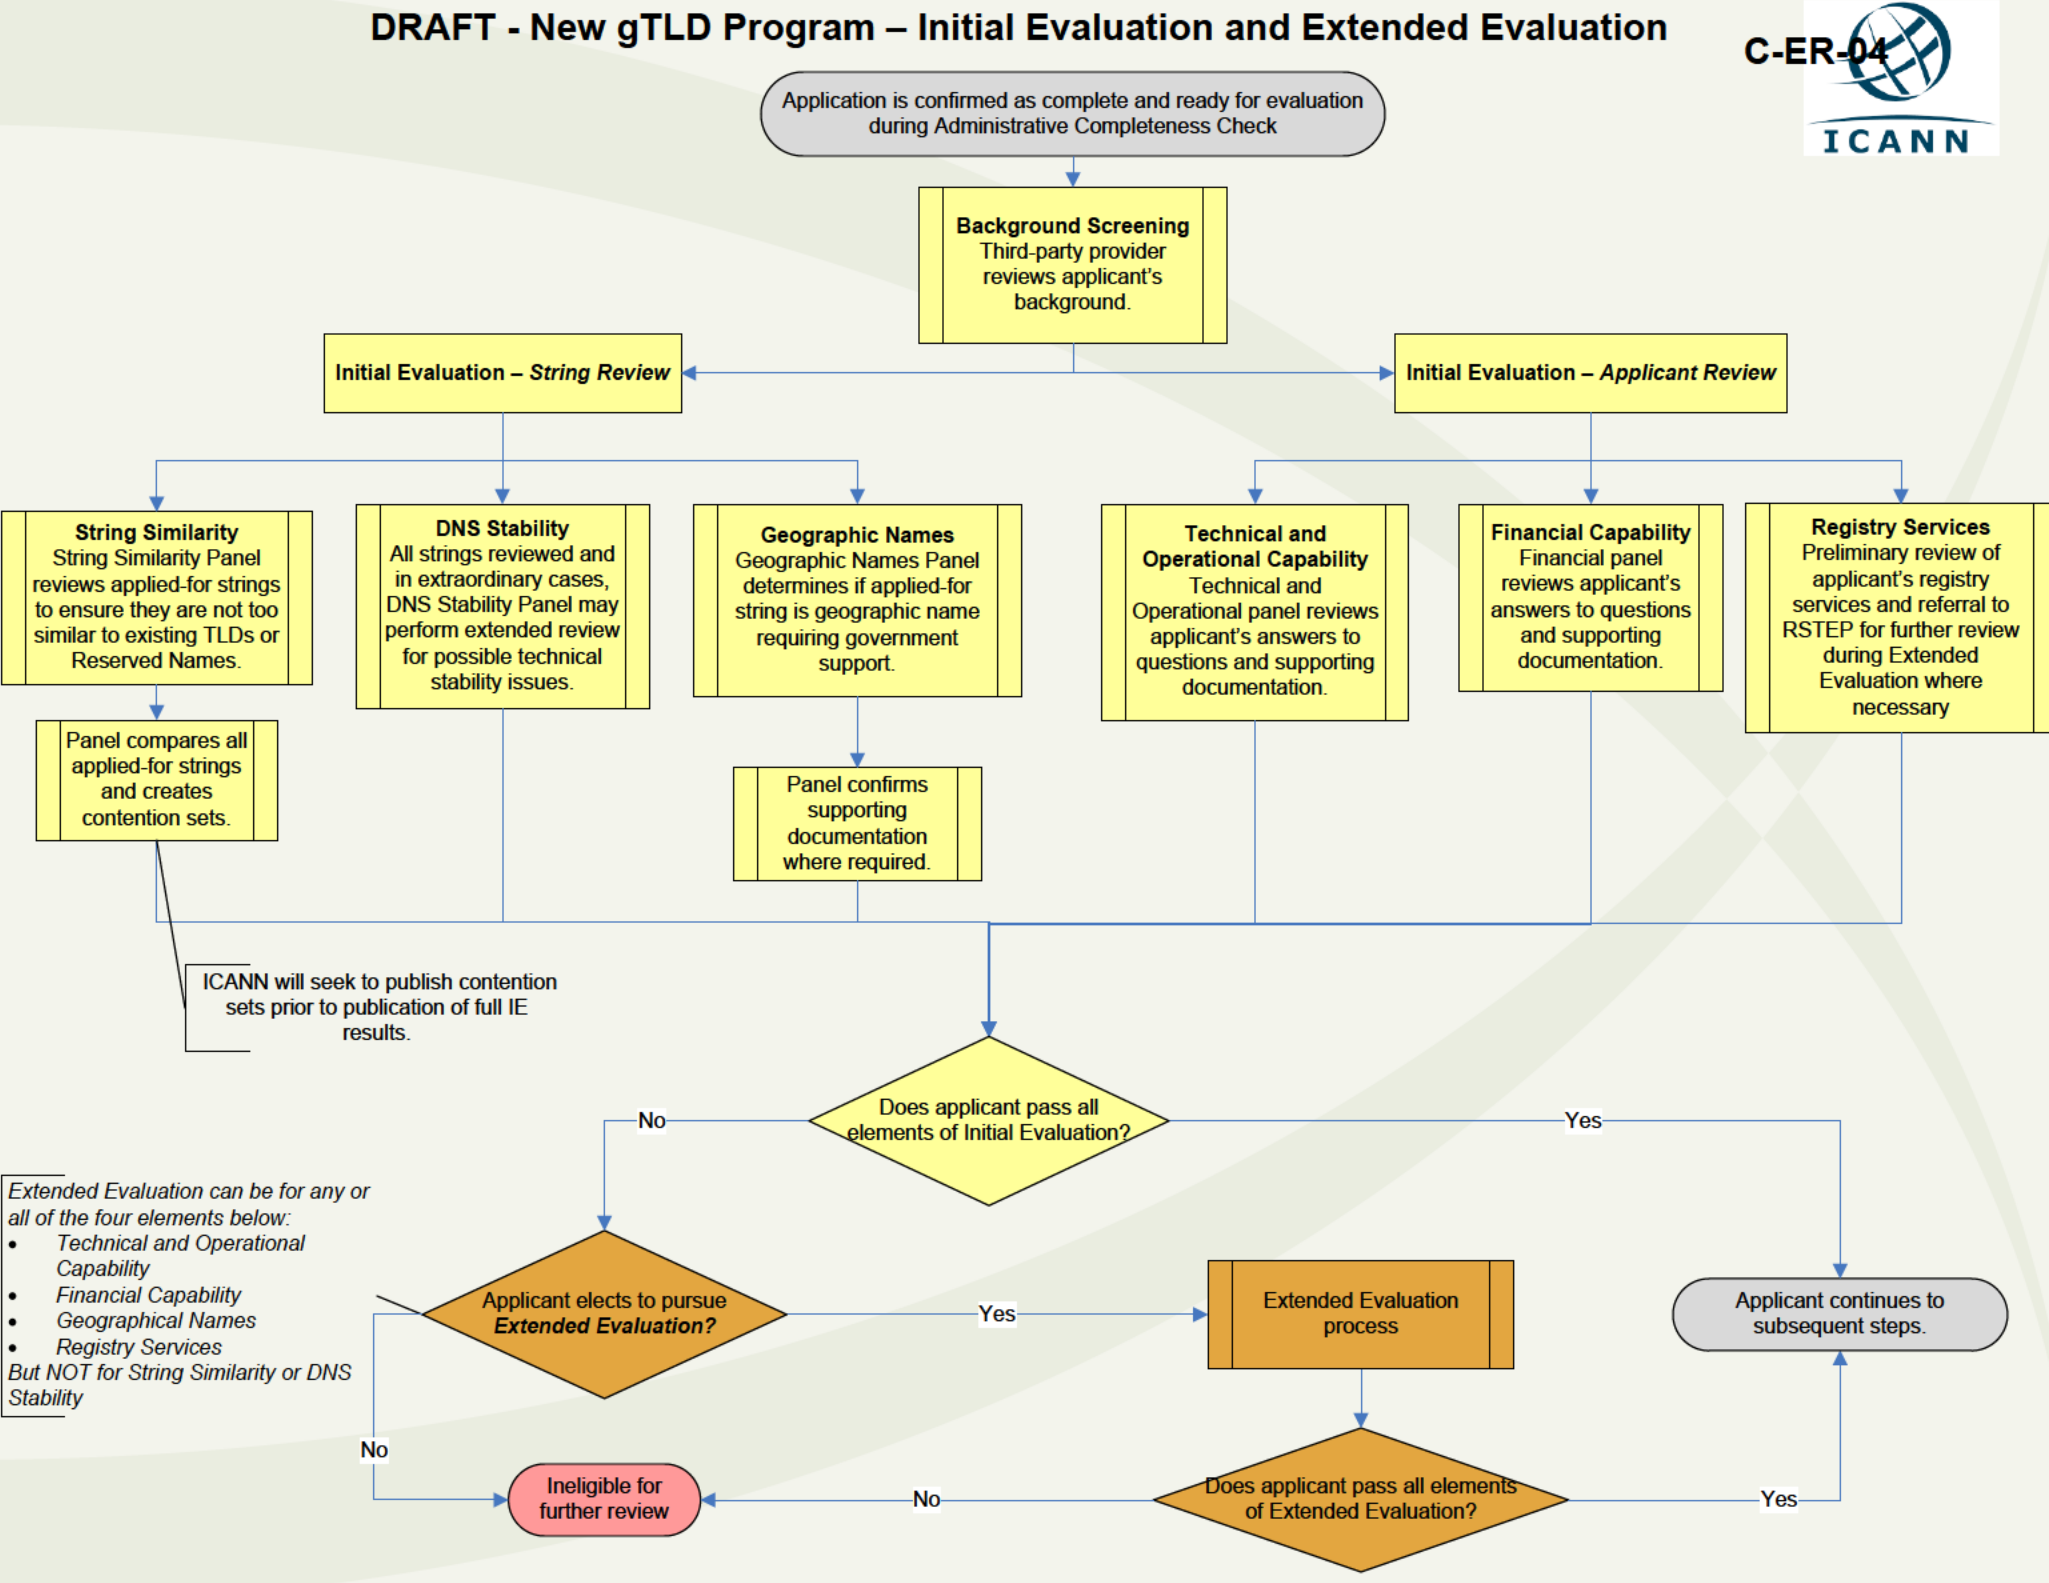 DRAFT - New gTLD Program – Initial Evaluation and Extended Evaluation
C-ER-04
ICANN
Application is confirmed as complete and ready for evaluation
during Administrative Completeness Check
Background Screening
Third-party provider
reviews applicant's
background.
Initial Evaluation – String Review
Initial Evaluation – Applicant Review
String Similarity
String Similarity Panel
reviews applied-for strings
to ensure they are not too
similar to existing TLDs or
Reserved Names.
DNS Stability
All strings reviewed and
in extraordinary cases,
DNS Stability Panel may
perform extended review
for possible technical
stability issues.
Geographic Names
Geographic Names Panel
determines if applied-for
string is geographic name
requiring government
support.
Technical and
Operational Capability
Technical and
Operational panel reviews
applicant's answers to
questions and supporting
documentation.
Financial Capability
Financial panel
reviews applicant's
answers to questions
and supporting
documentation.
Registry Services
Preliminary review of
applicant's registry
services and referral to
RSTEP for further review
during Extended
Evaluation where
necessary
Panel compares all
applied-for strings
and creates
contention sets.
Panel confirms
supporting
documentation
where required.
ICANN will seek to publish contention
sets prior to publication of full IE
results.
Does applicant pass all
elements of Initial Evaluation?
No
Yes
Extended Evaluation can be for any or
all of the four elements below:
• Technical and Operational
Capability
• Financial Capability
• Geographical Names
• Registry Services
But NOT for String Similarity or DNS
Stability
Applicant elects to pursue
Extended Evaluation?
Yes
Extended Evaluation
process
Applicant continues to
subsequent steps.
No
Ineligible for
further review
No
Does applicant pass all elements
of Extended Evaluation?
Yes